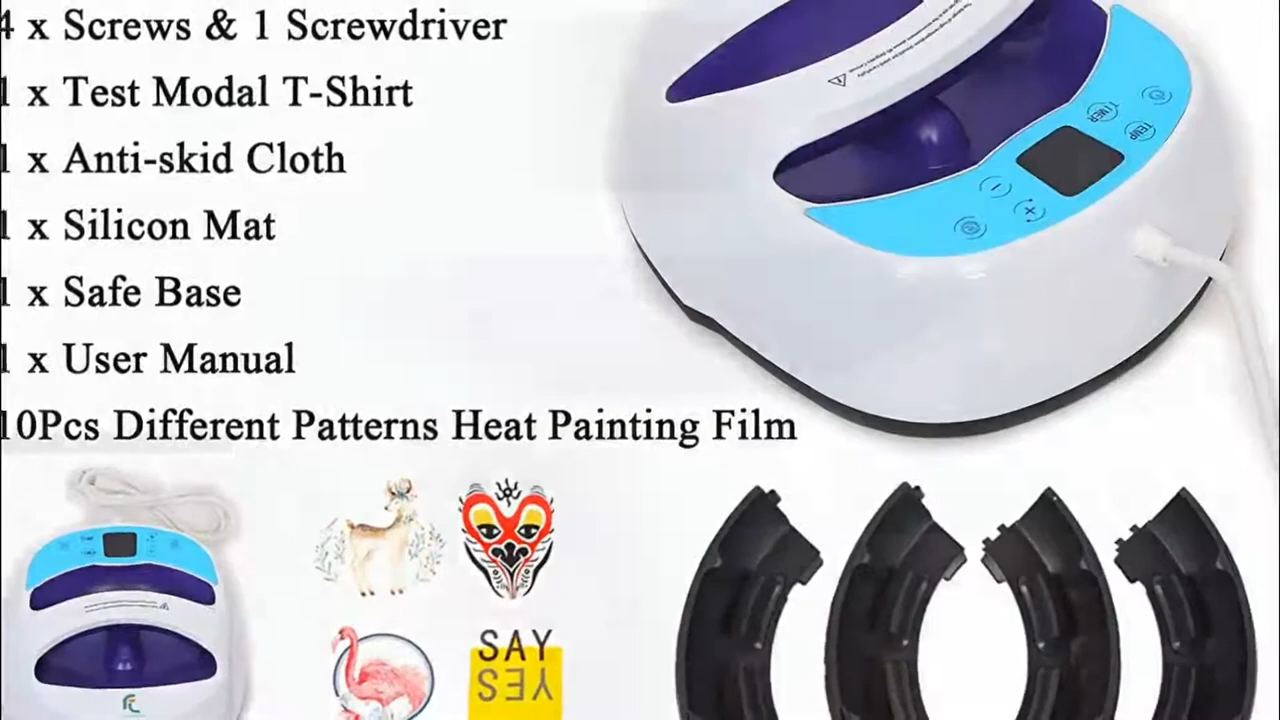 4 x Screws & 1 Screwdriver
1 x Test Modal T-Shirt
1 x Anti-skid Cloth
1 x Silicon Mat
1 x Safe Base
1 x User Manual
10Pcs Different Patterns Heat Painting Film
TIMER
TEMP
SAY
YES